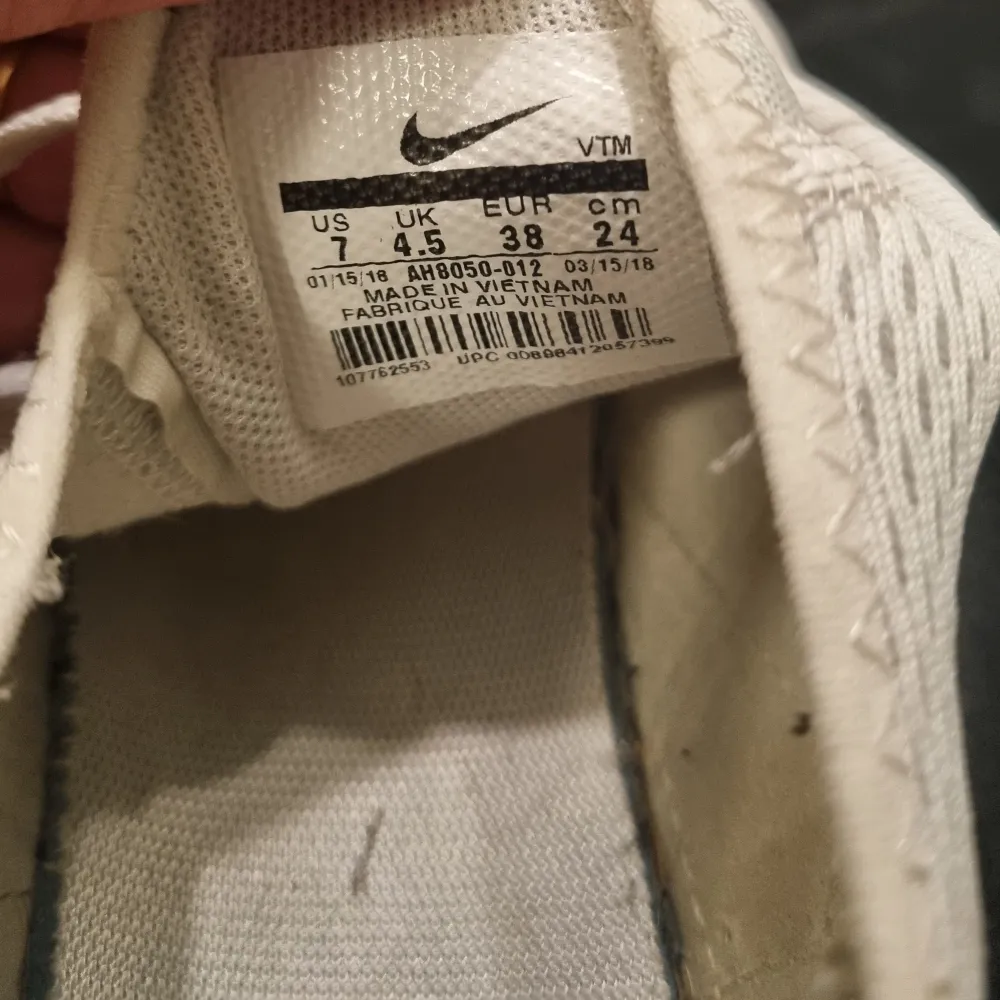 VTM
US UK EUR cm
7 4.5 38 24
01/15/18 AH8050-012 03/15/18
MADE IN VIETNAM
FABRIQUE AU VIETNAM
107762553 UPC